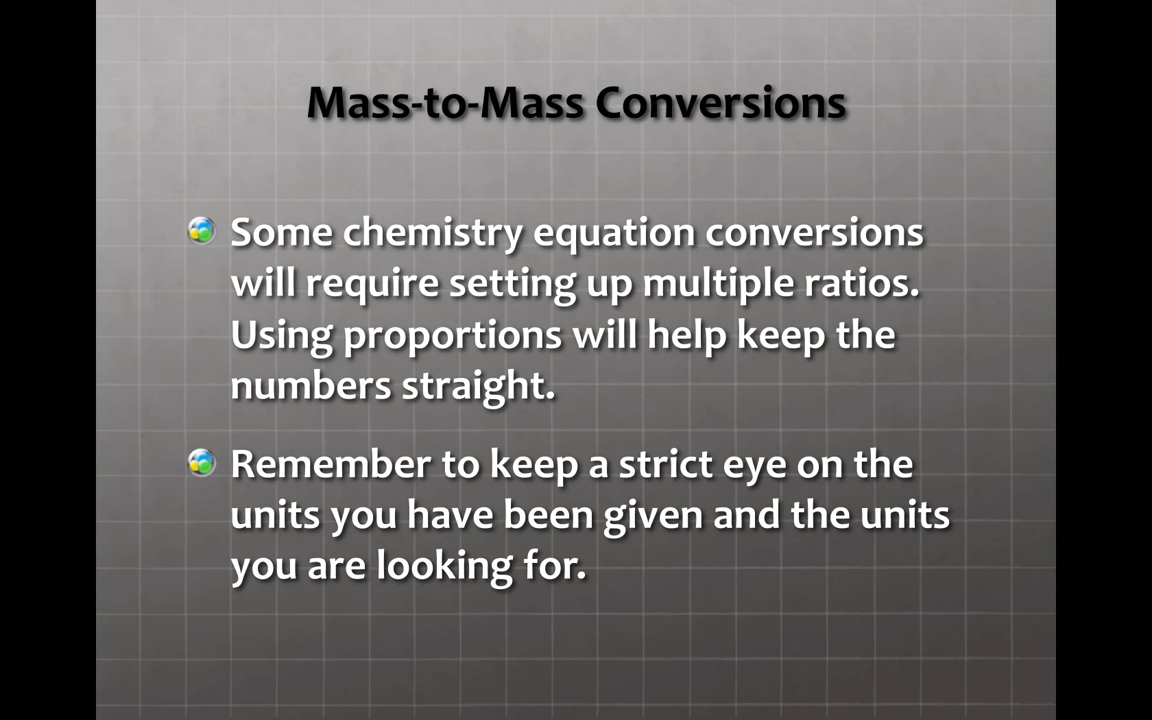 Mass-to-Mass Conversions
Some chemistry equation conversions
will require setting up multiple ratios.
Using proportions will help keep the
numbers straight.
Remember to keep a strict eye on the
units you have been given and the units
you are looking for.